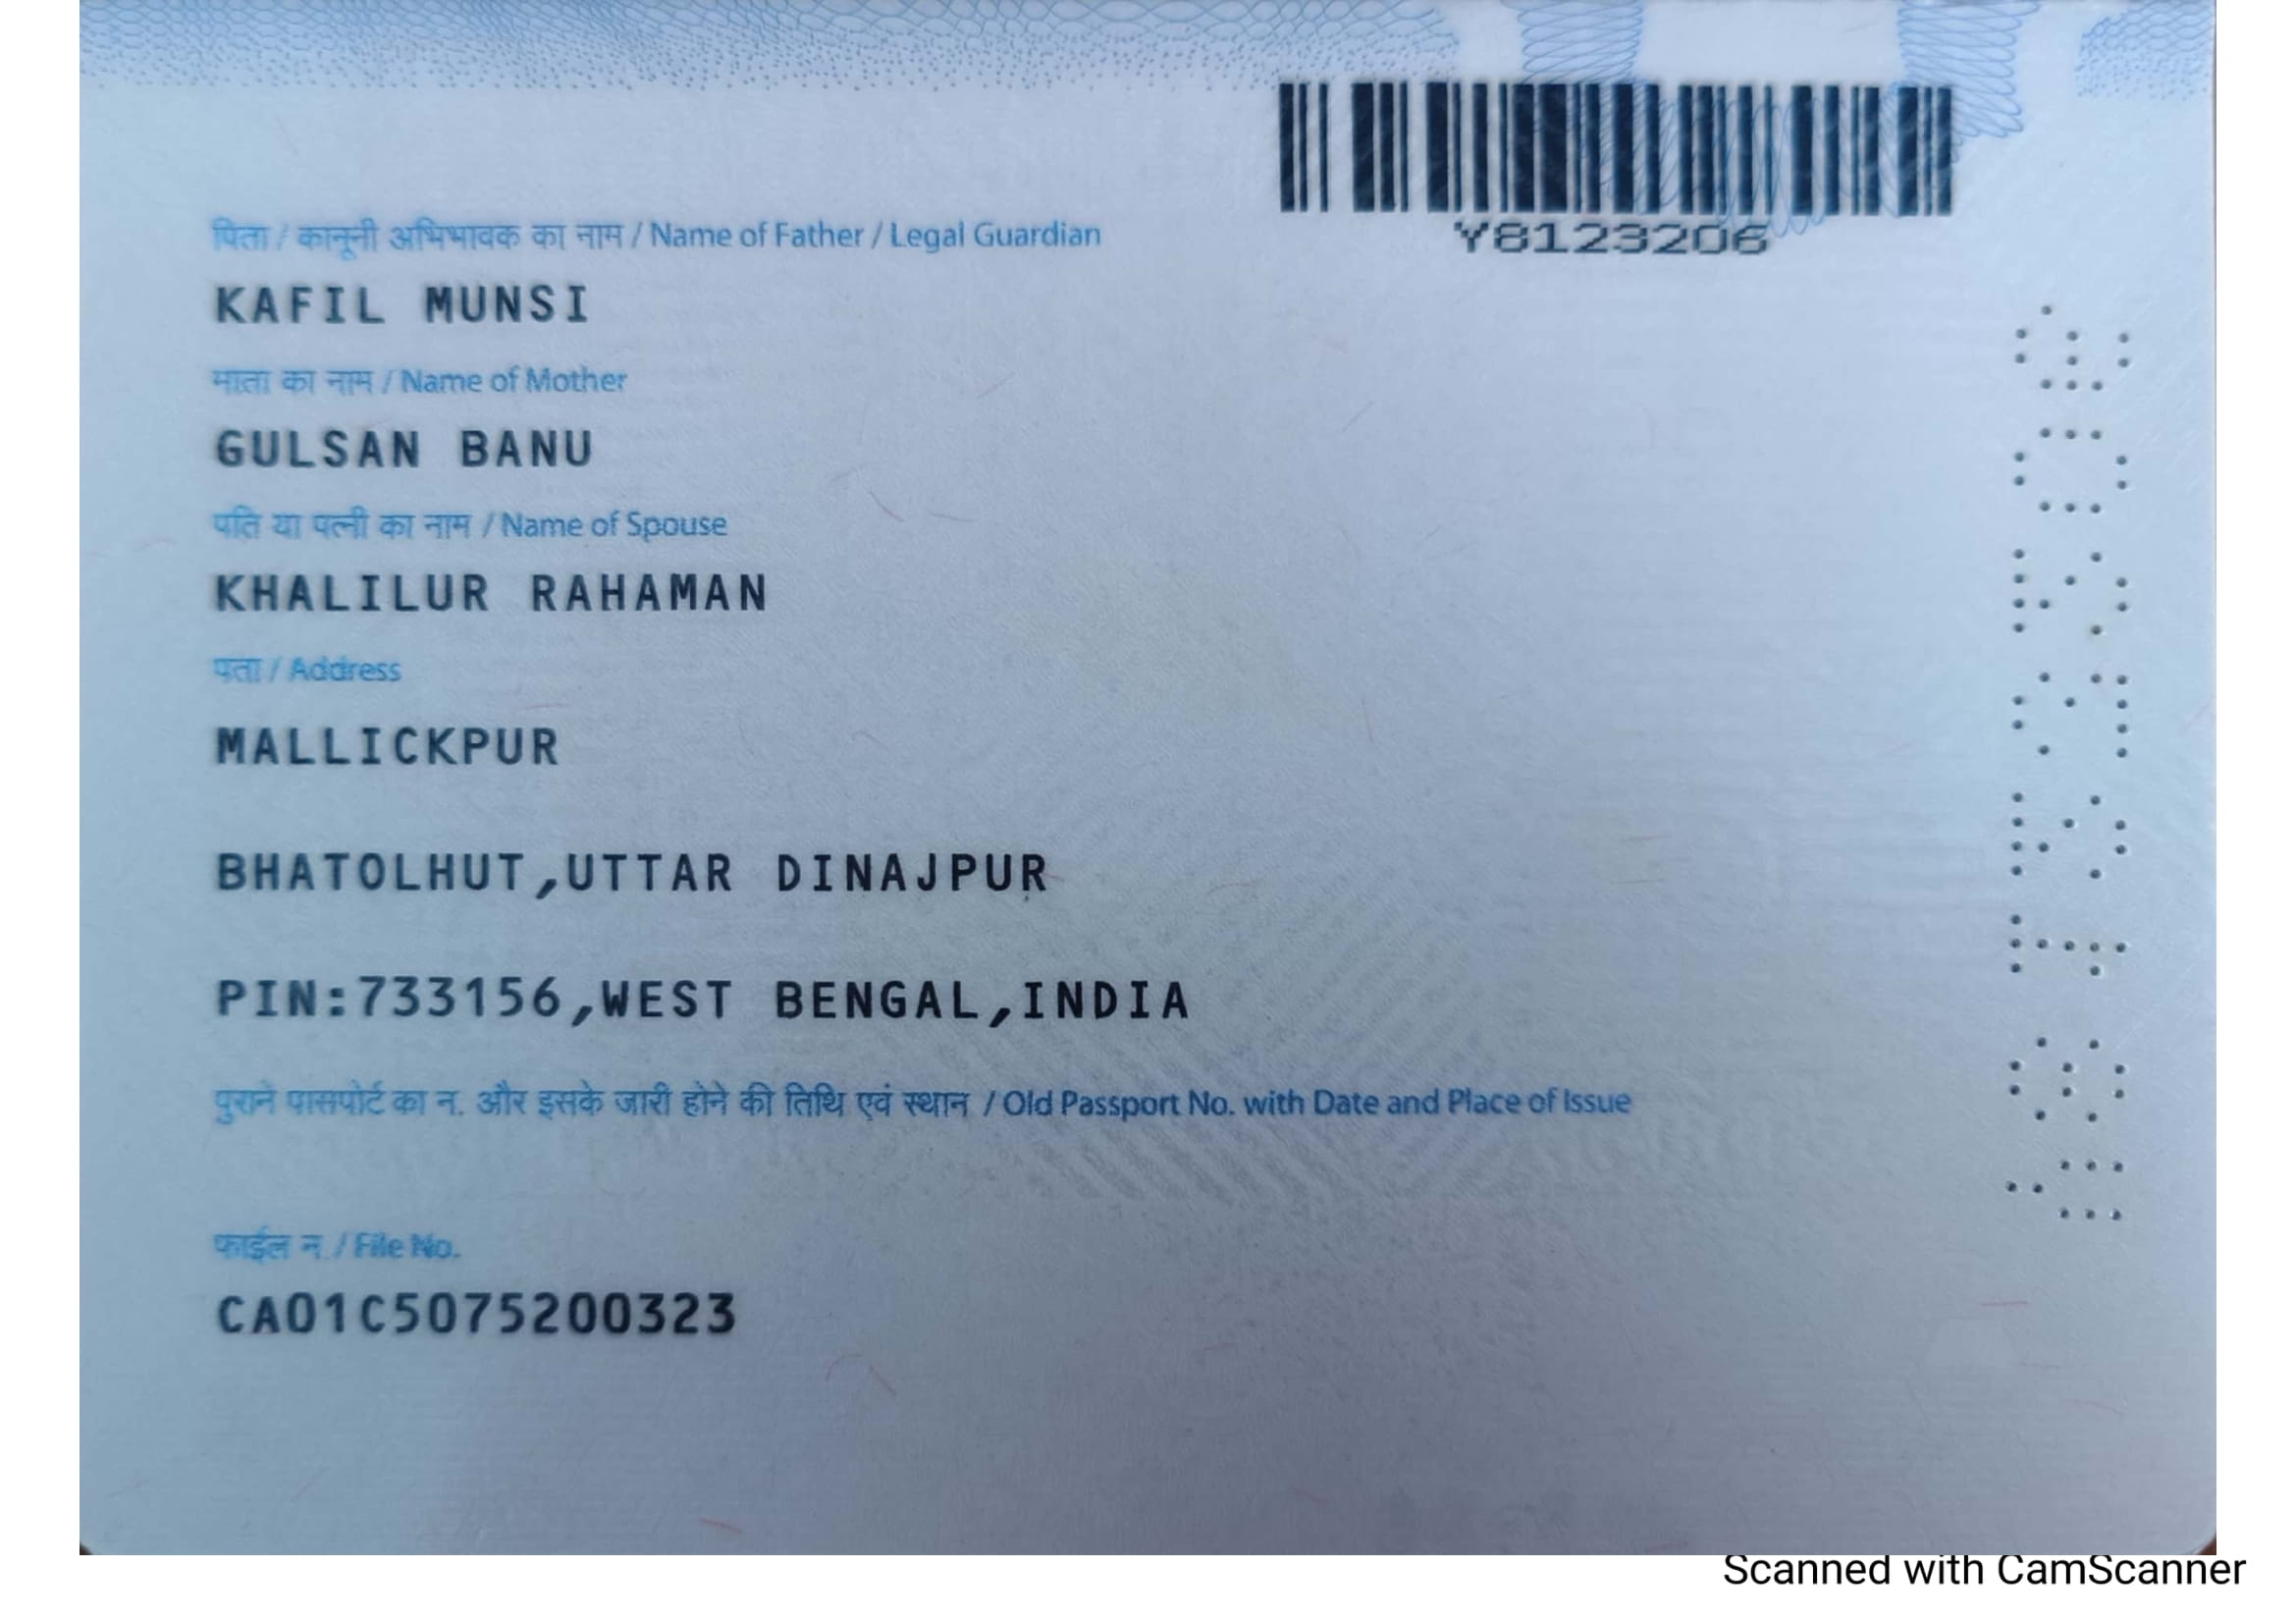 Y8123206
पिता / कानूनी अभिभावक का नाम / Name of Father / Legal Guardian
KAFIL MUNSI
माता का नाम / Name of Mother
GULSAN BANU
पति या पत्नी का नाम / Name of Spouse
KHALILUR RAHAMAN
पता / Address
MALLICKPUR
BHATOLHUT,UTTAR DINAJPUR
PIN:733156,WEST BENGAL,INDIA
पुराने पासपोर्ट का न. और इसके जारी होने की तिथि एवं स्थान / Old Passport No. with Date and Place of Issue
फाईल न. / File No.
CA01C5075200323
Y8123206
Scanned with CamScanner